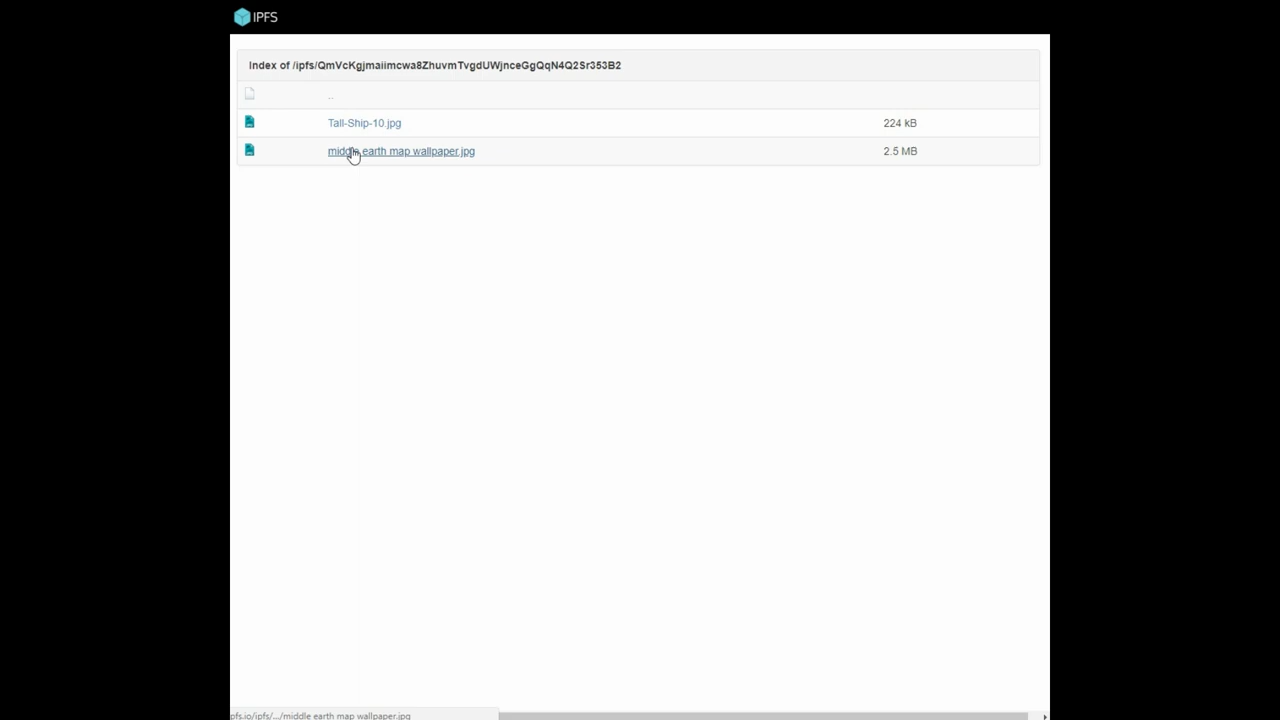 IPFS
Index of /ipfs/QmVcKgjmaiimcwa8ZhuvmTvgdUWjnceGgQqN4Q2Sr353B2
..
Tall-Ship-10.jpg 224 kB
middle earth map wallpaper.jpg 2.5 MB
pfs.io/ipfs/.../middle earth map wallpaper.jpg